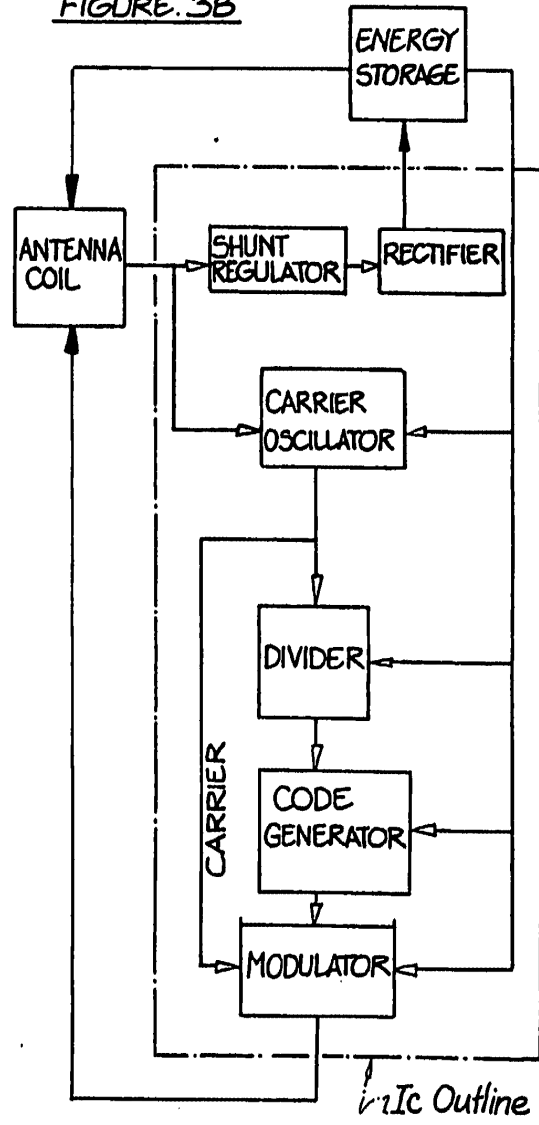 FIGURE. 3B
ENERGY
STORAGE
ANTENNA
COIL
SHUNT
REGULATOR
RECTIFIER
CARRIER
OSCILLATOR
DIVIDER
CARRIER
CODE
GENERATOR
MODULATOR
Ic Outline